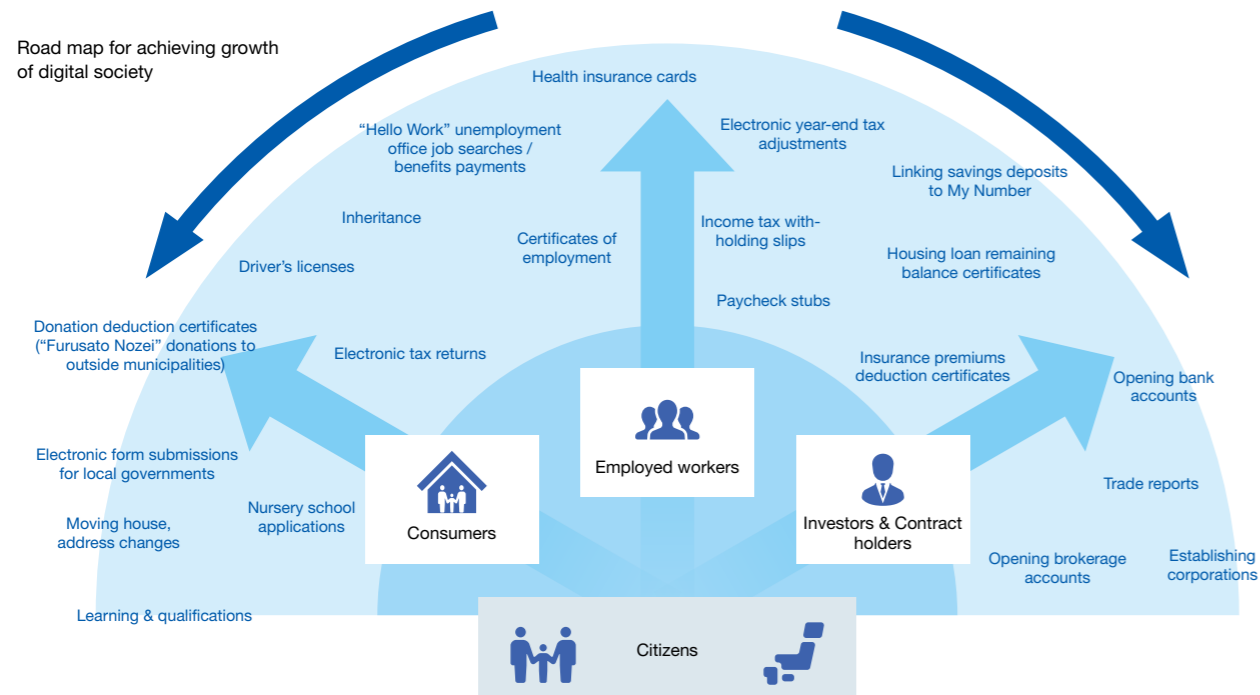 Road map for achieving growth
of digital society
Health insurance cards
“Hello Work” unemployment
office job searches /
benefits payments
Electronic year-end tax
adjustments
Linking savings deposits
to My Number
Inheritance
Certificates of
employment
Income tax with-
holding slips
Driver’s licenses
Housing loan remaining
balance certificates
Paycheck stubs
Donation deduction certificates
(“Furusato Nozei” donations to
outside municipalities)
Electronic tax returns
Insurance premiums
deduction certificates
Opening bank
accounts
Employed workers
Electronic form submissions
for local governments
Nursery school
applications
Consumers
Investors & Contract
holders
Trade reports
Moving house,
address changes
Opening brokerage
accounts
Establishing
corporations
Learning & qualifications
Citizens